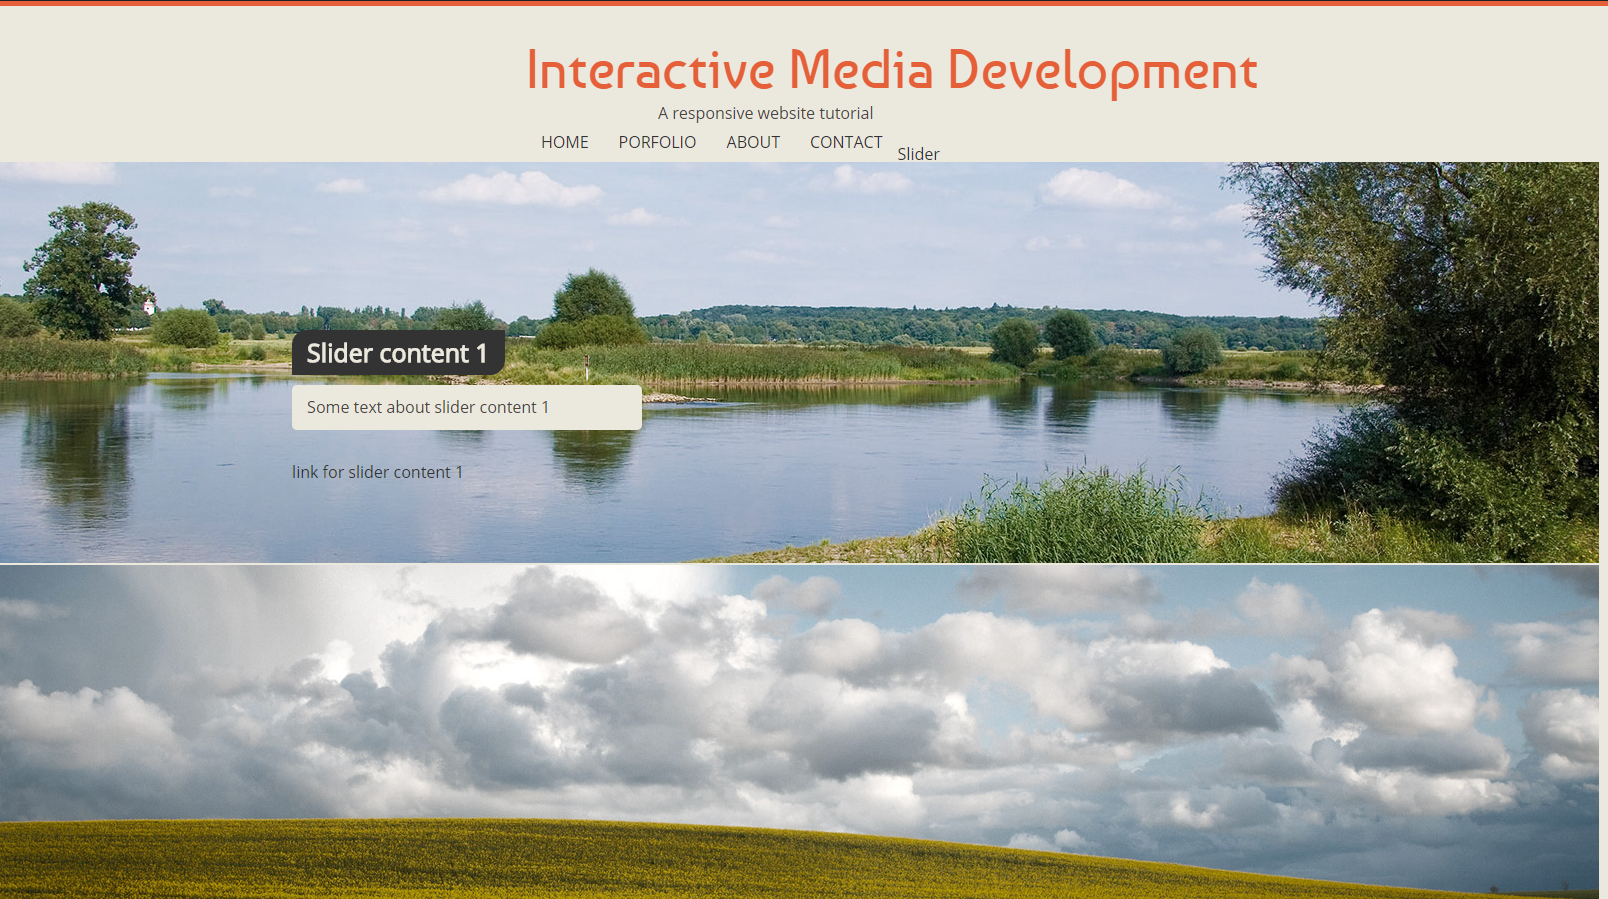 Interactive Media Development
A responsive website tutorial
HOME PORFOLIO ABOUT CONTACT
Slider
Slider content 1
Some text about slider content 1
link for slider content 1